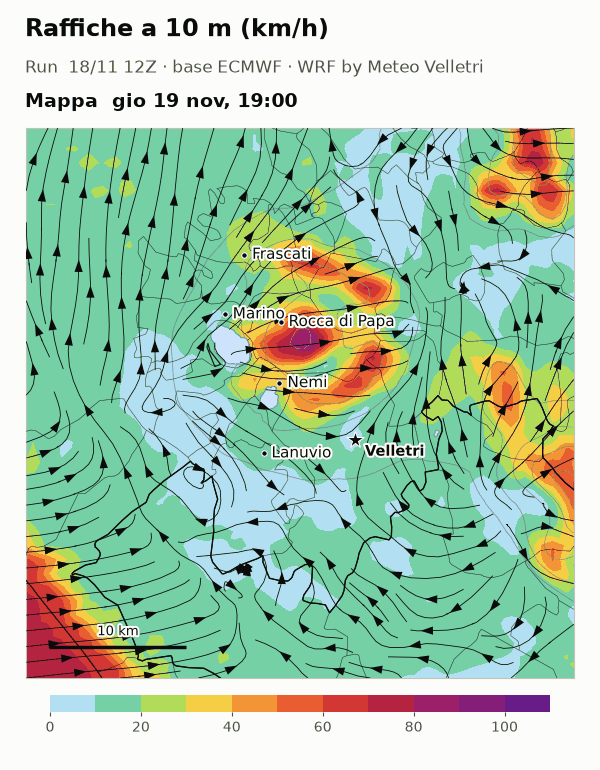 Raffiche a 10 m (km/h)
Run  18/11 12Z · base ECMWF · WRF by Meteo Velletri
Mappa  gio 19 nov, 19:00
Frascati
Marino
Rocca di Papa
Nemi
Lanuvio
Velletri
10 km
0 20 40 60 80 100